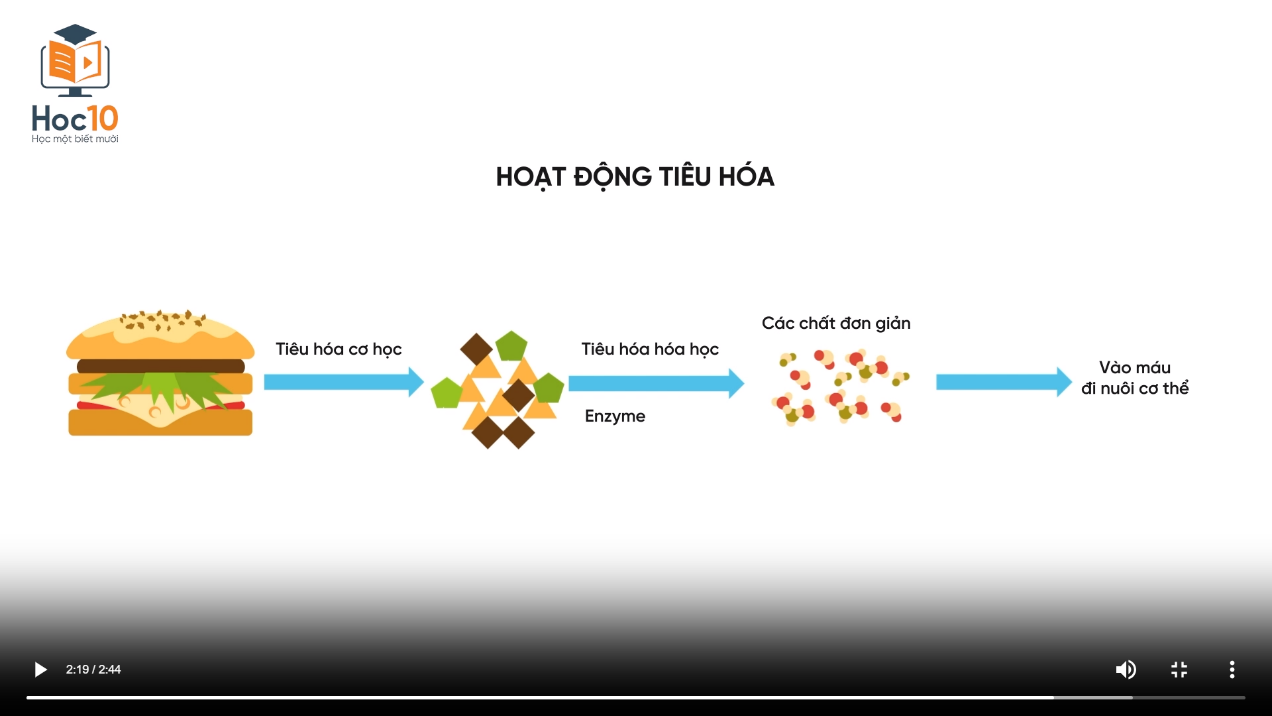 Hoc10
Học một biết mười
HOẠT ĐỘNG TIÊU HÓA
Tiêu hóa cơ học
Tiêu hóa hóa học
Enzyme
Các chất đơn giản
Vào máu
đi nuôi cơ thể
2:19 / 2:44